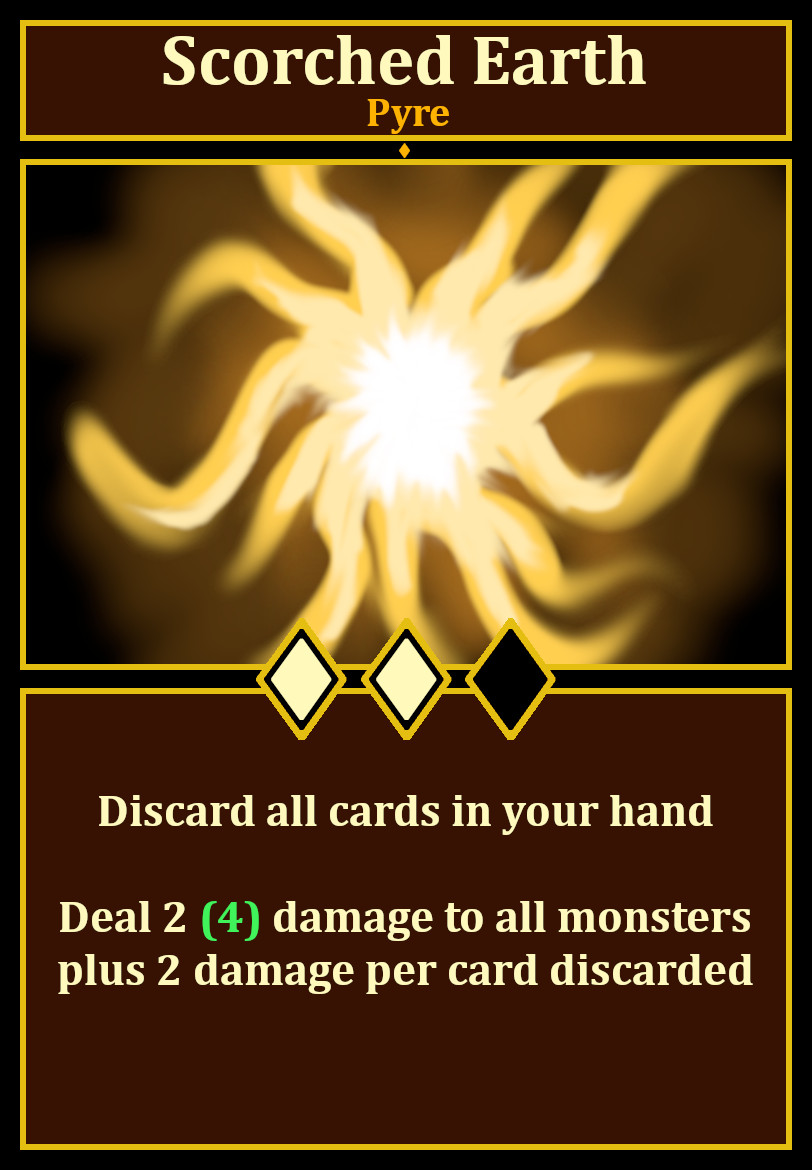 Scorched Earth
Pyre
Discard all cards in your hand
Deal 2 (4) damage to all monsters
plus 2 damage per card discarded